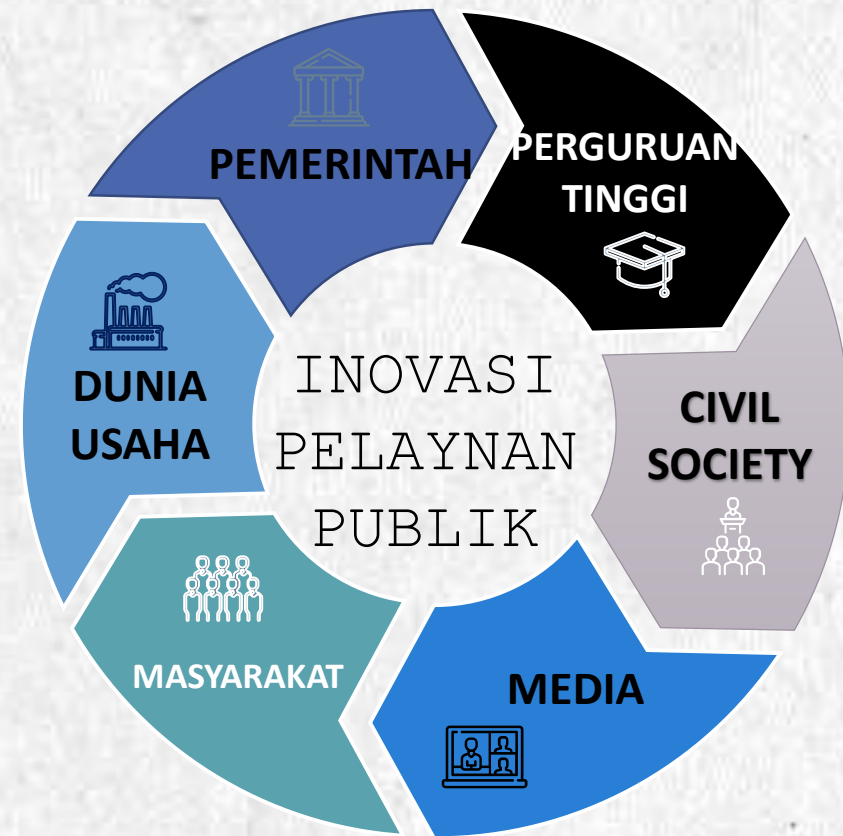 PEMERINTAH
PERGURUAN
TINGGI
CIVIL
SOCIETY
MEDIA
MASYARAKAT
DUNIA
USAHA
INOVASI
PELAYNAN
PUBLIK